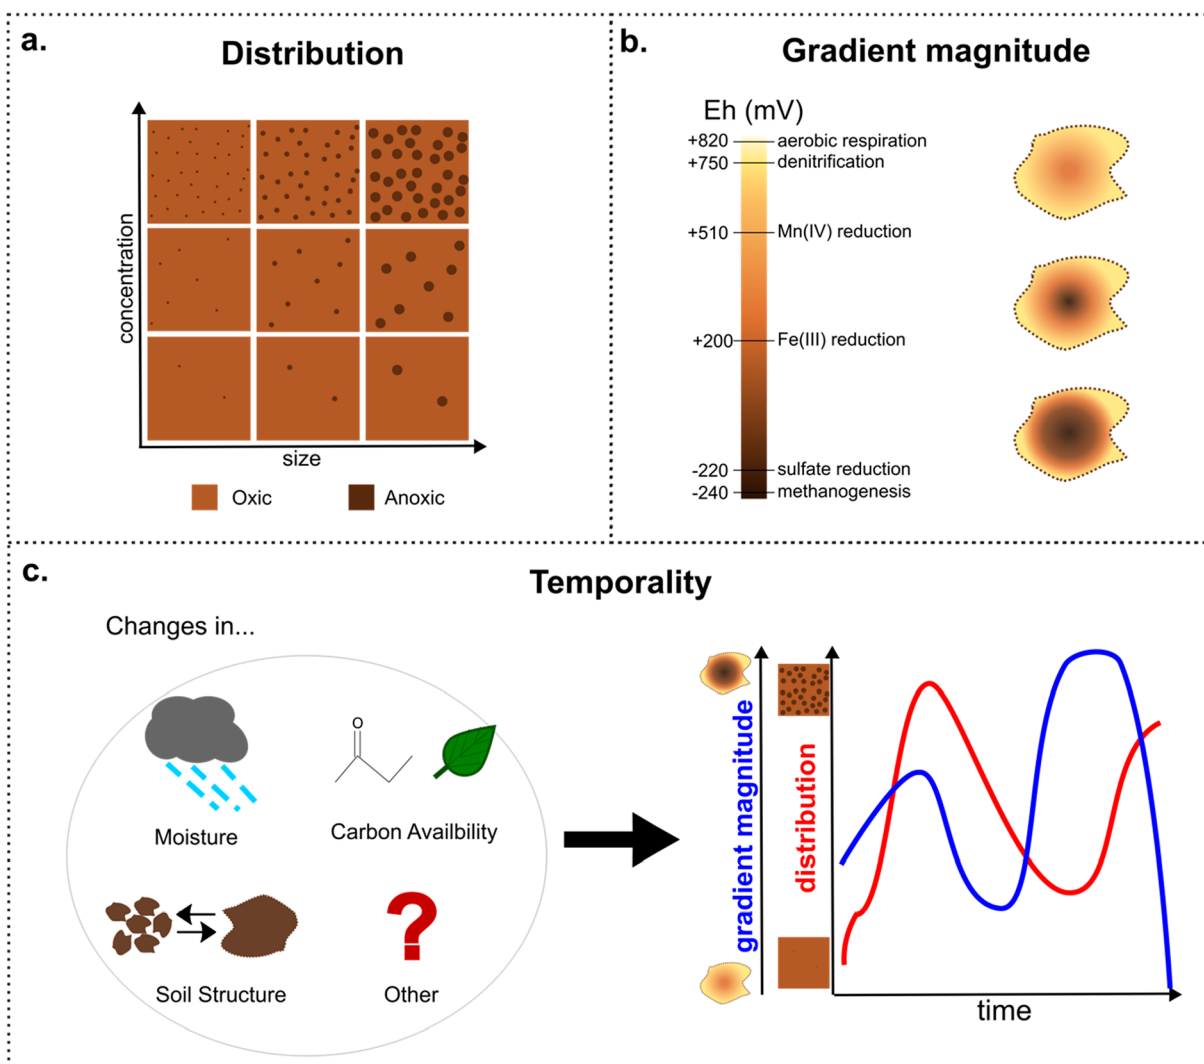 a.
Distribution
concentration
size
Oxic
Anoxic
b.
Gradient magnitude
Eh (mV)
+820 aerobic respiration
+750 denitrification
+510 Mn(IV) reduction
+200 Fe(III) reduction
-220 sulfate reduction
-240 methanogenesis
c.
Temporality
Changes in...
Moisture
O
Carbon Availbility
Soil Structure
?
Other
gradient magnitude
distribution
time